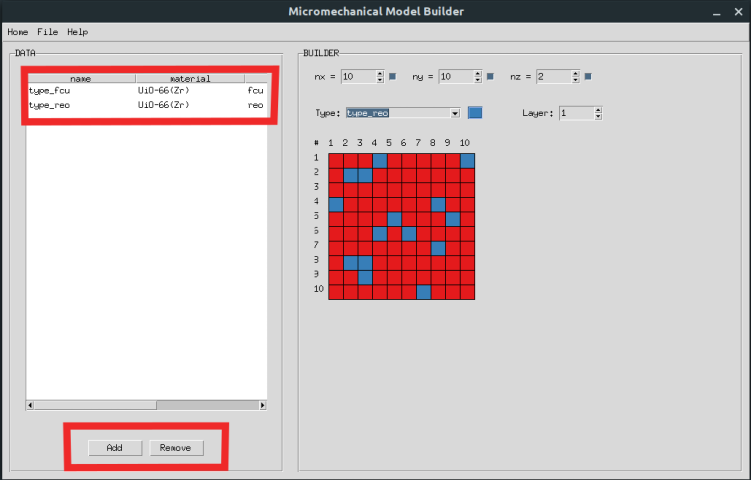 Micromechanical Model Builder
Home File Help
DATA
name material
type_fcu UiO-66(Zr) fcu
type_reo UiO-66(Zr) reo
Add Remove
BUILDER
nx = 10 ny = 10 nz = 2
Type: type_reo Layer: 1
# 1 2 3 4 5 6 7 8 9 10
1
2
3
4
5
6
7
8
9
10